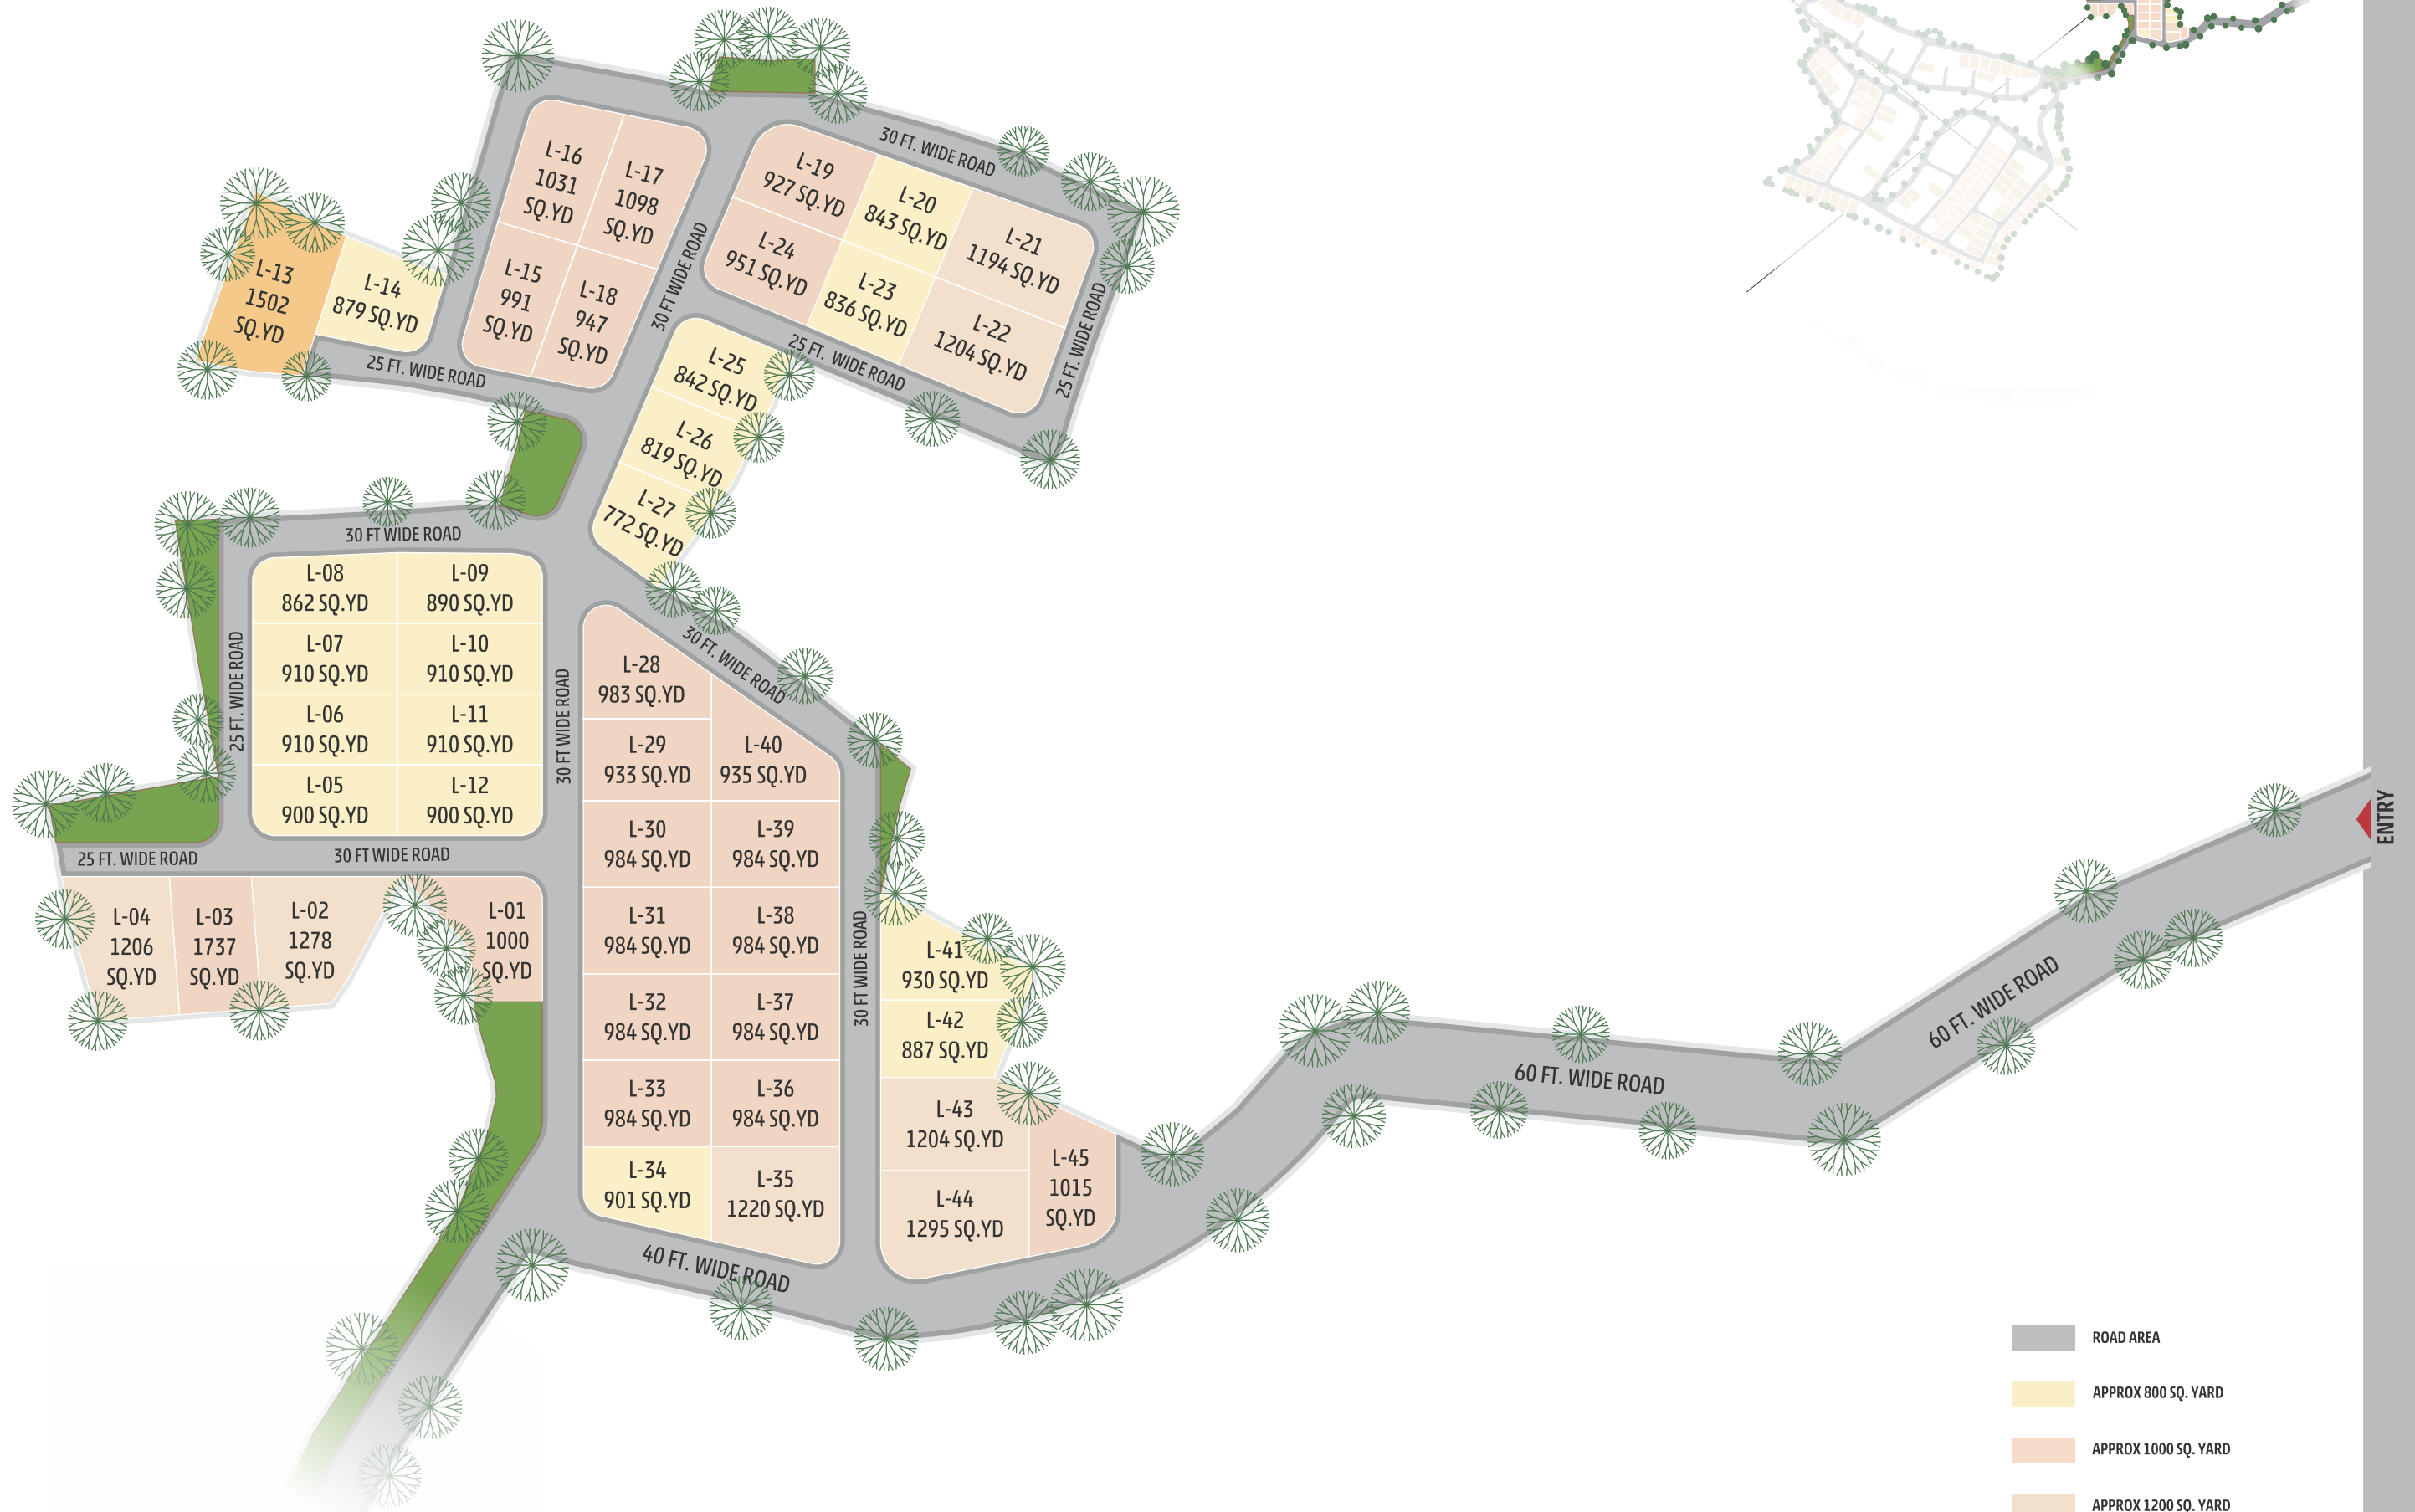 30 FT. WIDE ROAD
L-16
1031
SQ.YD
L-17
1098
SQ.YD
L-15
991
SQ.YD
L-18
947
SQ.YD
L-19
927 SQ.YD
L-20
843 SQ.YD
L-21
1194 SQ.YD
L-24
951 SQ.YD
L-23
836 SQ.YD
L-22
1204 SQ.YD
30 FT WIDE ROAD
25 FT. WIDE ROAD
25 FT. WIDE ROAD
L-13
1502
SQ.YD
L-14
879 SQ.YD
25 FT. WIDE ROAD
L-25
842 SQ.YD
L-26
819 SQ.YD
L-27
772 SQ.YD
30 FT WIDE ROAD
L-08
862 SQ.YD
L-09
890 SQ.YD
L-07
910 SQ.YD
L-10
910 SQ.YD
L-06
910 SQ.YD
L-11
910 SQ.YD
L-05
900 SQ.YD
L-12
900 SQ.YD
25 FT. WIDE ROAD
30 FT WIDE ROAD
30 FT. WIDE ROAD
25 FT. WIDE ROAD
30 FT WIDE ROAD
L-04
1206
SQ.YD
L-03
1737
SQ.YD
L-02
1278
SQ.YD
L-01
1000
SQ.YD
L-28
983 SQ.YD
L-29
933 SQ.YD
L-40
935 SQ.YD
L-30
984 SQ.YD
L-39
984 SQ.YD
L-31
984 SQ.YD
L-38
984 SQ.YD
L-32
984 SQ.YD
L-37
984 SQ.YD
L-33
984 SQ.YD
L-36
984 SQ.YD
L-34
901 SQ.YD
L-35
1220 SQ.YD
30 FT WIDE ROAD
L-41
930 SQ.YD
L-42
887 SQ.YD
L-43
1204 SQ.YD
L-44
1295 SQ.YD
L-45
1015
SQ.YD
40 FT. WIDE ROAD
60 FT. WIDE ROAD
60 FT. WIDE ROAD
ENTRY
ROAD AREA
APPROX 800 SQ. YARD
APPROX 1000 SQ. YARD
APPROX 1200 SQ. YARD